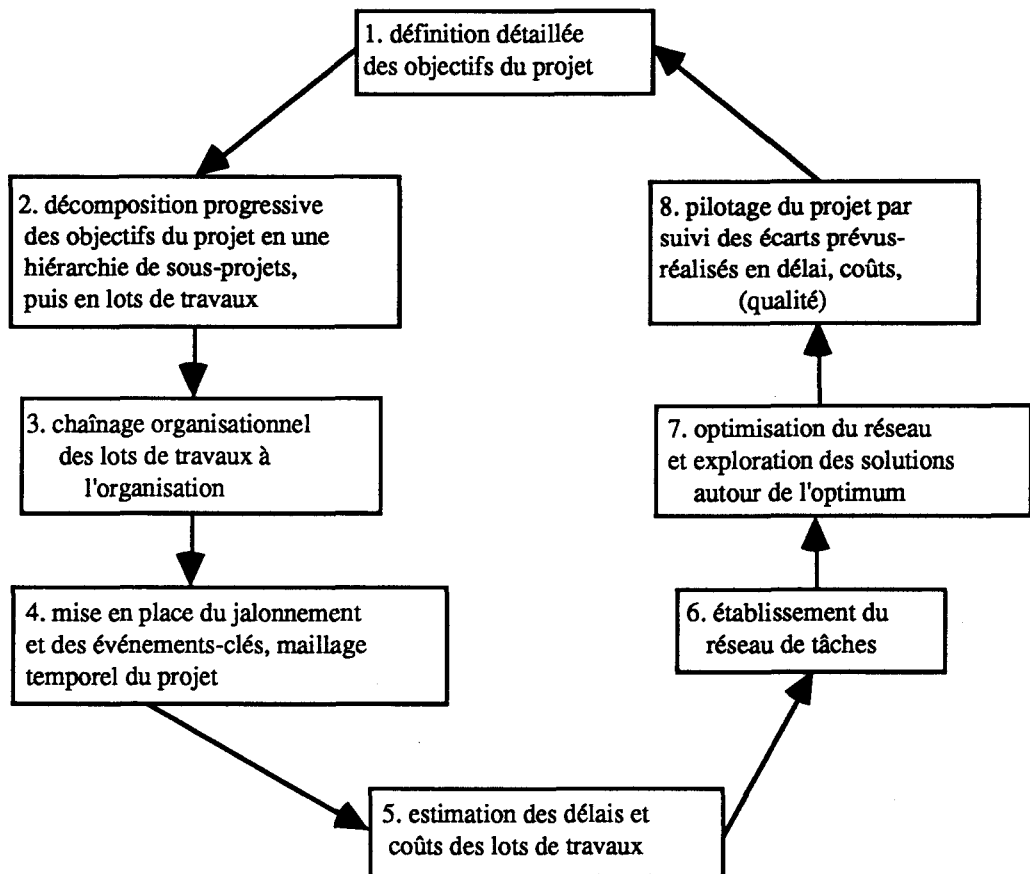 1. définition détaillée
des objectifs du projet
2. décomposition progressive
des objectifs du projet en une
hiérarchie de sous-projets,
puis en lots de travaux
3. chaînage organisationnel
des lots de travaux à
l'organisation
4. mise en place du jalonnement
et des événements-clés, maillage
temporel du projet
5. estimation des délais et
coûts des lots de travaux
6. établissement du
réseau de tâches
7. optimisation du réseau
et exploration des solutions
autour de l'optimum
8. pilotage du projet par
suivi des écarts prévus-
réalisés en délai, coûts,
(qualité)